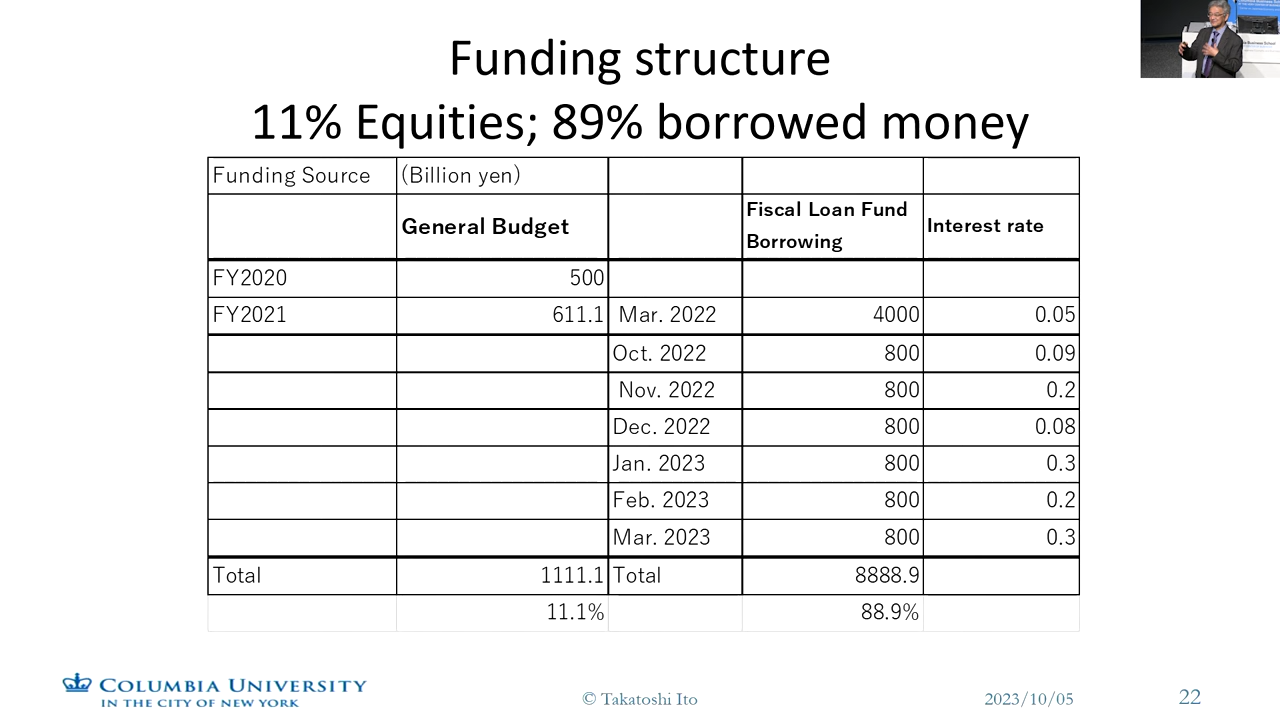 Funding structure
11% Equities; 89% borrowed money
Funding Source (Billion yen)
General Budget Fiscal Loan Fund Borrowing Interest rate
FY2020 500
FY2021 611.1 Mar. 2022 4000 0.05
Oct. 2022 800 0.09
Nov. 2022 800 0.2
Dec. 2022 800 0.08
Jan. 2023 800 0.3
Feb. 2023 800 0.2
Mar. 2023 800 0.3
Total 1111.1 Total 8888.9
11.1% 88.9%
COLUMBIA UNIVERSITY
IN THE CITY OF NEW YORK
© Takatoshi Ito
2023/10/05
22